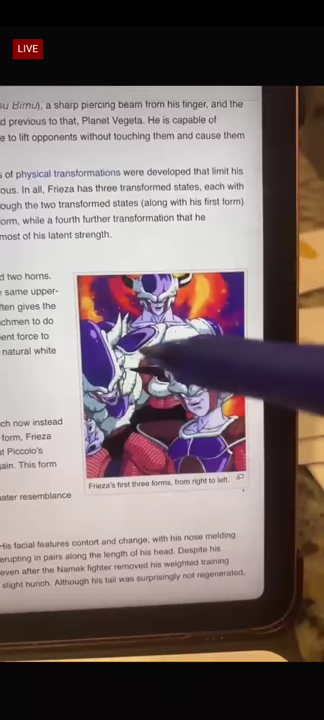 LIVE
su Bimu), a sharp piercing beam from his finger, and the
d previous to that, Planet Vegeta. He is capable of
e to lift opponents without touching them and cause them
s of physical transformations were developed that limit his
ous. In all, Frieza has three transformed states, each with
ough the two transformed states (along with his first form)
orm, while a fourth further transformation that he
most of his latent strength.
d two horns.
e same upper-
ften gives the
chmen to do
ient force to
natural white
ch now instead
form, Frieza
at Piccolo's
ain. This form
ater resemblance
Frieza's first three forms, from right to left.
His facial features contort and change, with his nose melding
erupting in pairs along the length of his head. Despite his
even after the Namek fighter removed his weighted training
slight hunch. Although his tail was surprisingly not regenerated,